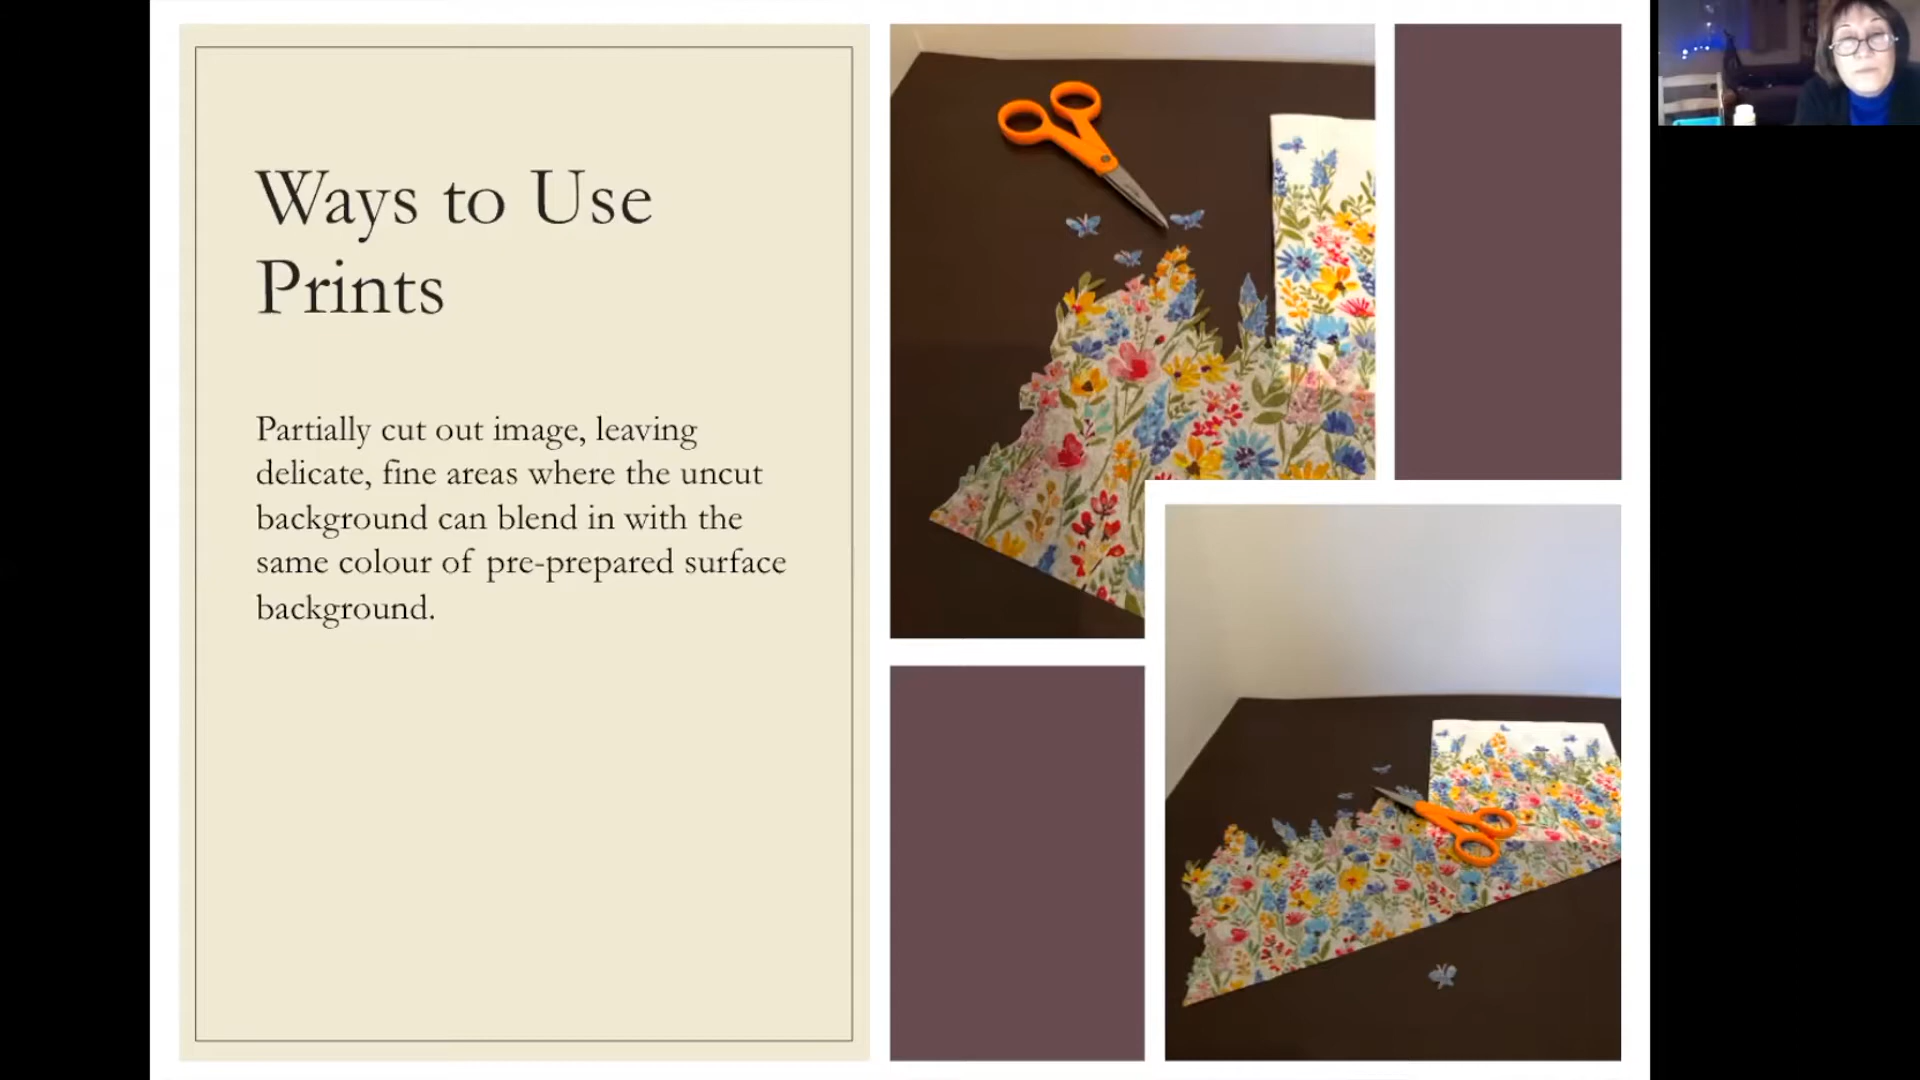 Ways to Use
Prints
Partially cut out image, leaving
delicate, fine areas where the uncut
background can blend in with the
same colour of pre-prepared surface
background.